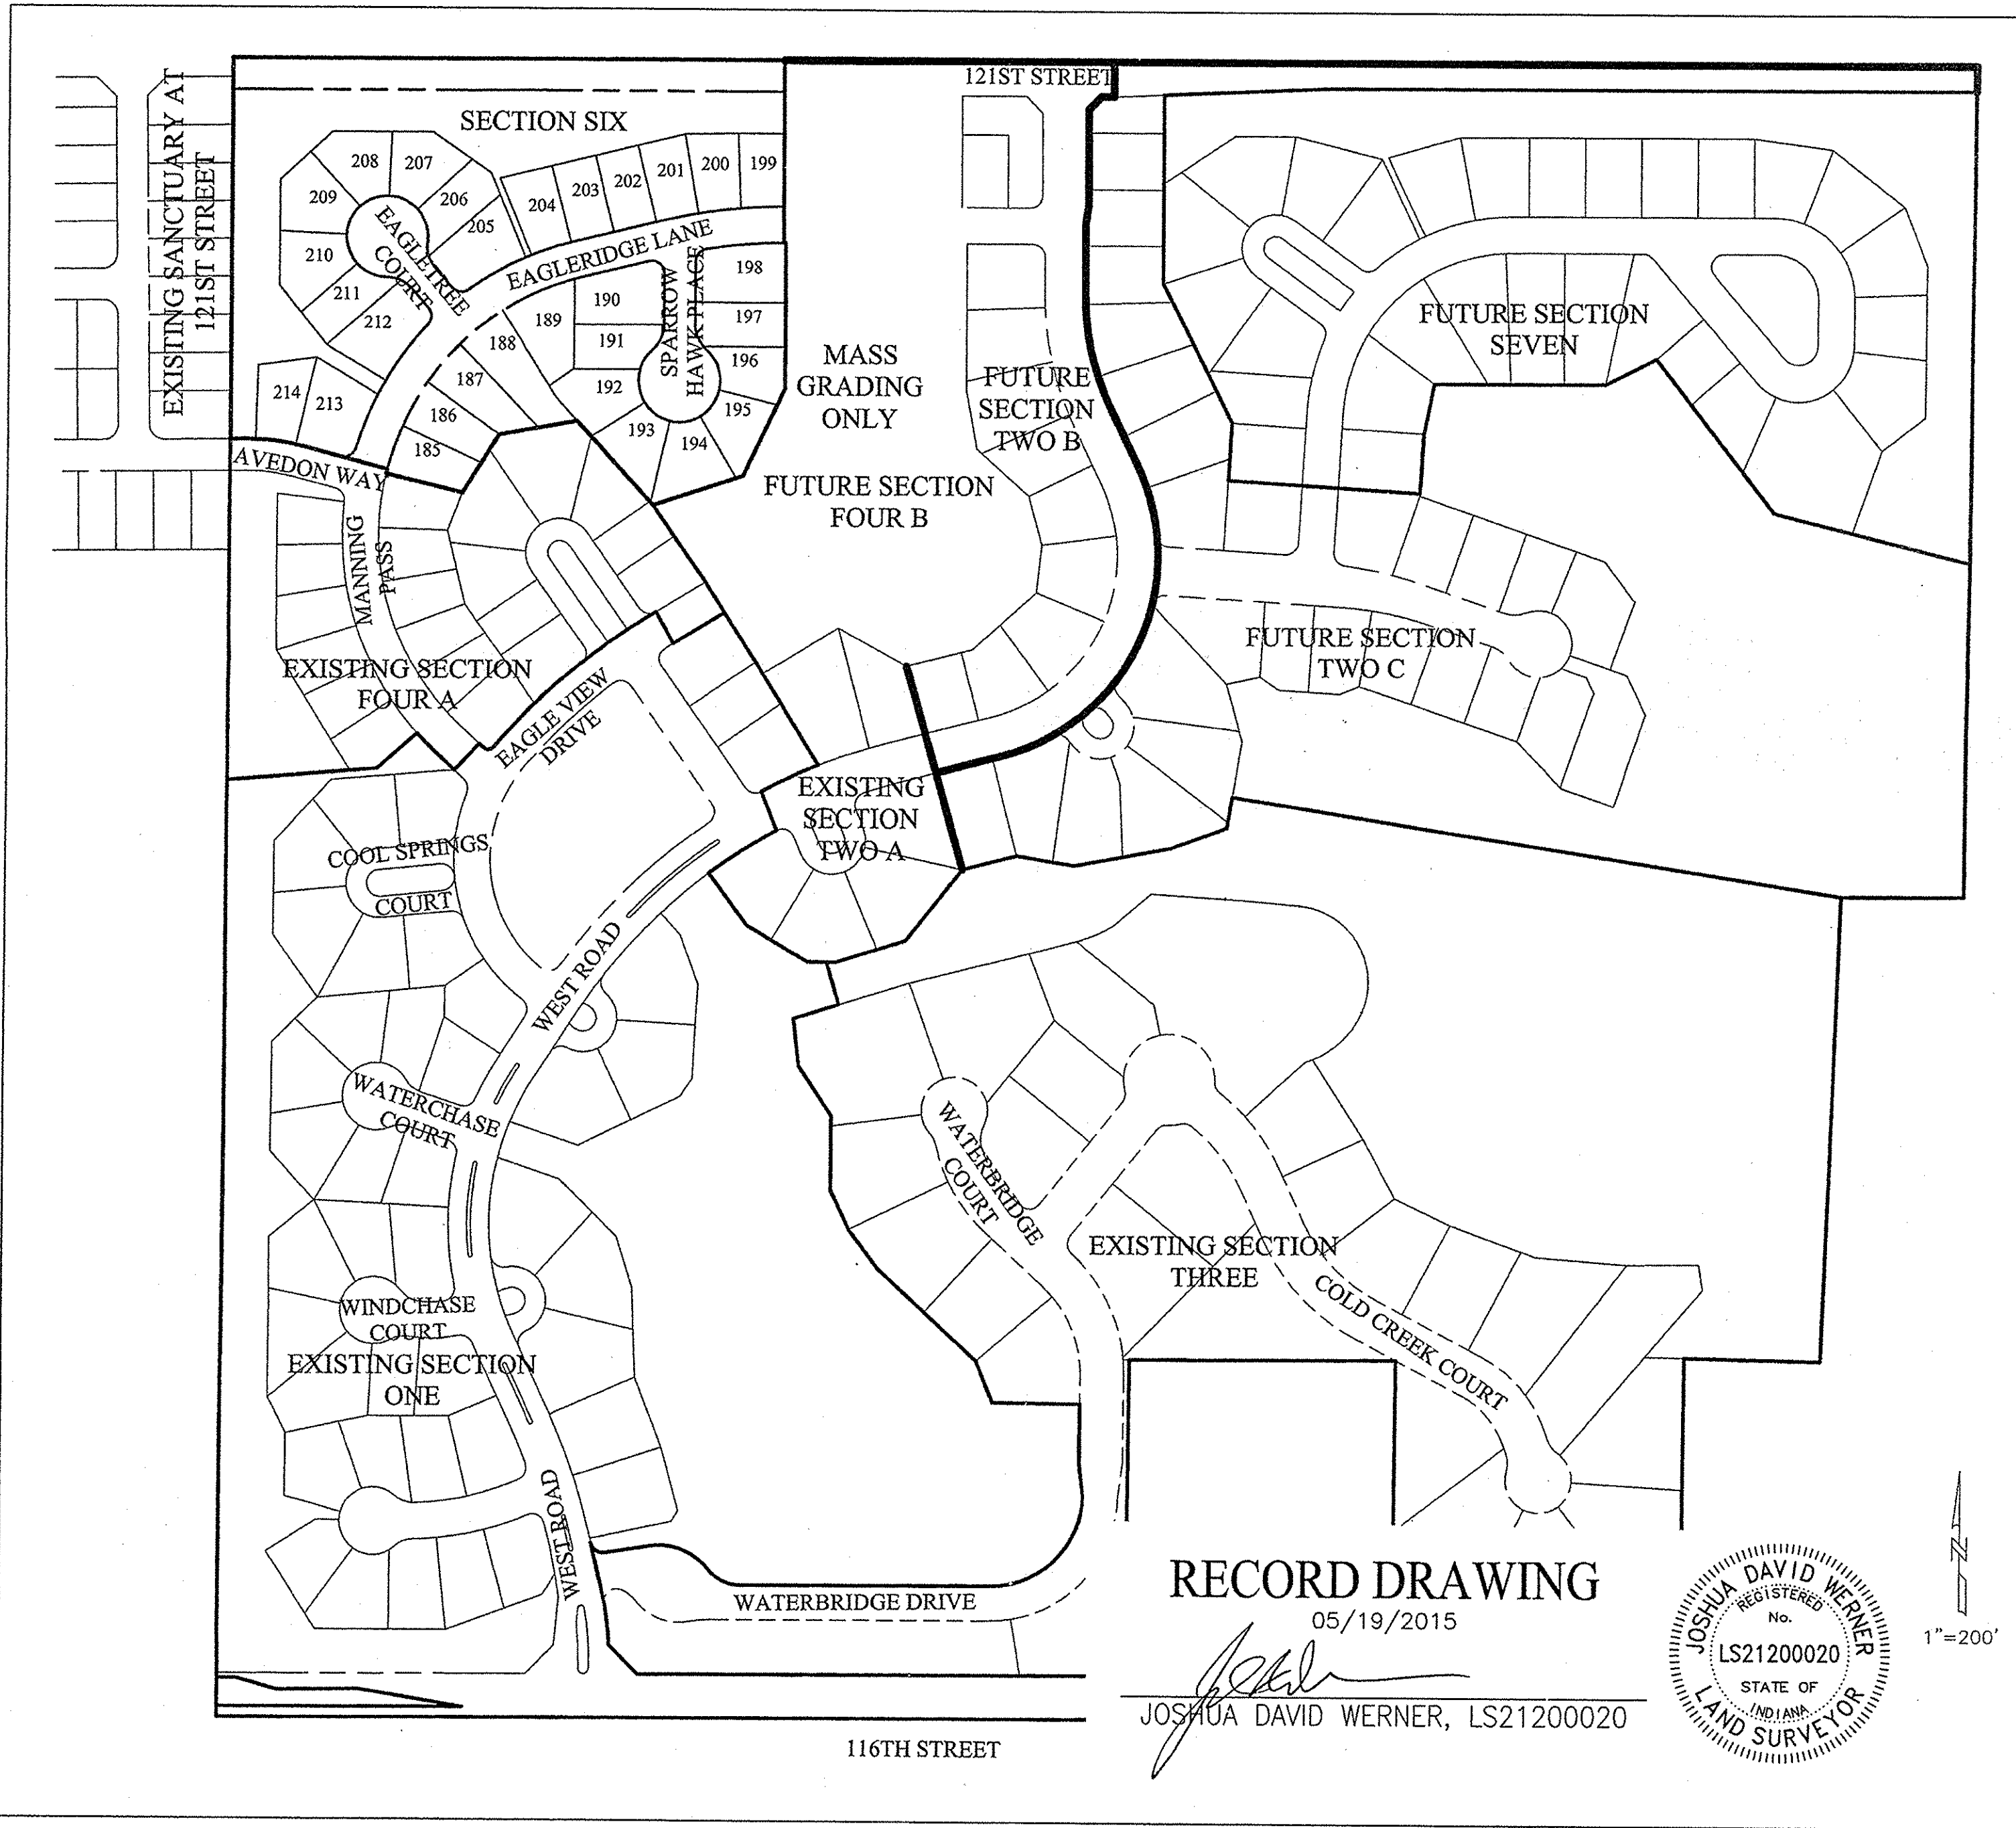 121ST STREET
EXISTING SANCTUARY AT
121ST STREET
SECTION SIX
208
207
209
206
205
210
211
212
204
203
202
201
200
199
EAGLETREE
COURT
EAGLERIDGE LANE
SPARROW
HAWK PLACE
198
197
196
195
194
193
192
191
190
189
188
187
186
185
214
213
AVEDON WAY
MANNING
PASS
MASS
GRADING
ONLY
FUTURE SECTION
FOUR B
FUTURE
SECTION
TWO B
FUTURE SECTION
SEVEN
FUTURE SECTION
TWO C
EXISTING SECTION
FOUR A
EAGLE VIEW
DRIVE
EXISTING
SECTION
TWO A
COOL SPRINGS
COURT
WEST ROAD
WATERCHASE
COURT
WATERBRIDGE
COURT
EXISTING SECTION
THREE
COLD CREEK COURT
WINDCHASE
COURT
EXISTING SECTION
ONE
WEST ROAD
WATERBRIDGE DRIVE
116TH STREET
RECORD DRAWING
05/19/2015
JOSHUA DAVID WERNER, LS21200020
JOSHUA DAVID WERNER
REGISTERED
No.
LS21200020
STATE OF
INDIANA
LAND SURVEYOR
N
1"=200'